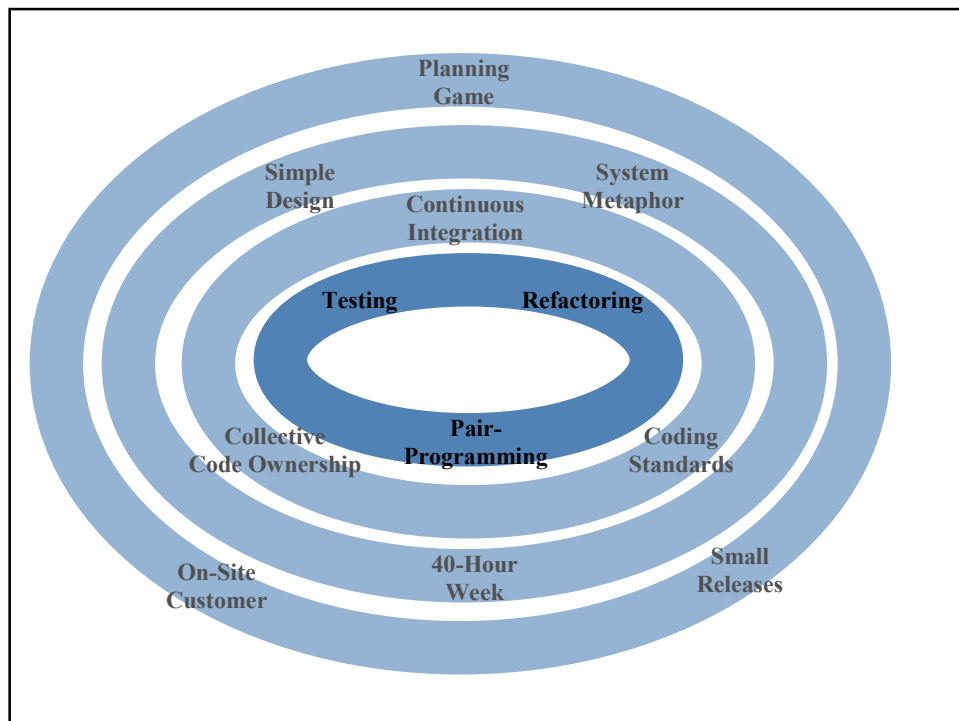 Planning
Game
Simple
Design
System
Metaphor
Continuous
Integration
Testing
Refactoring
Pair-
Programming
Collective
Code Ownership
Coding
Standards
On-Site
Customer
40-Hour
Week
Small
Releases